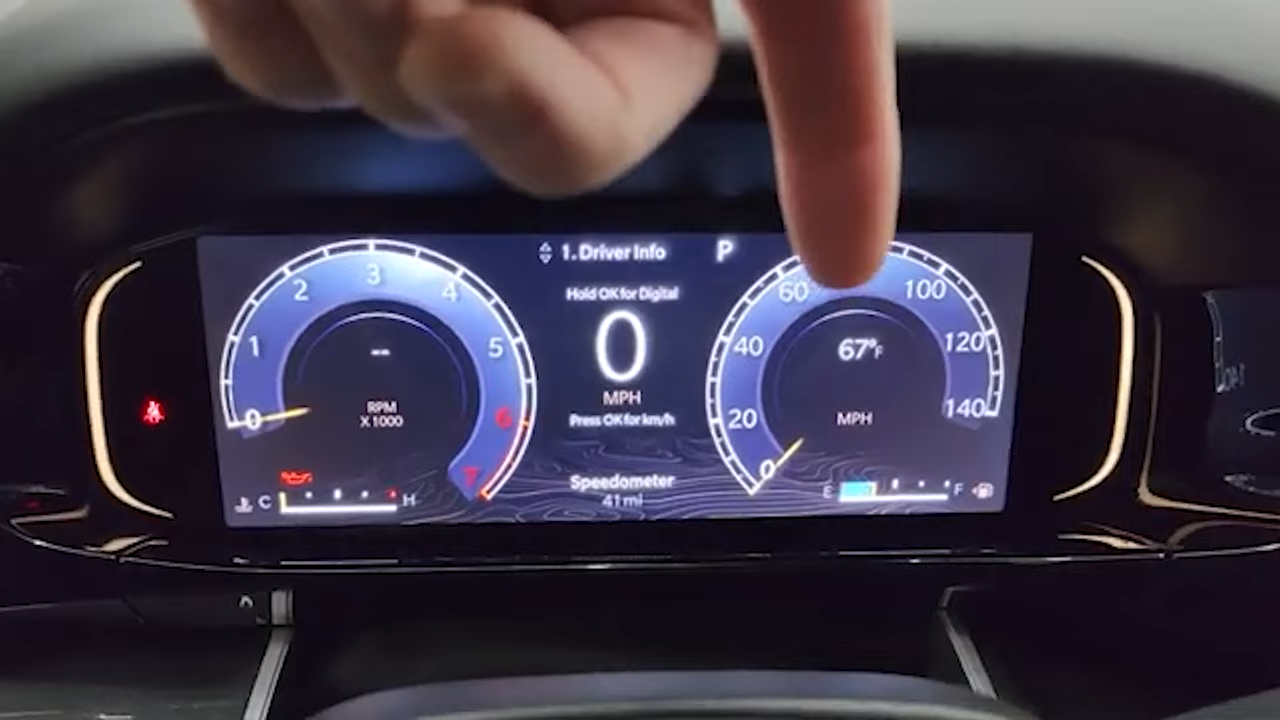 1. Driver Info
P
Hold OK for Digital
0
MPH
Press OK for km/h
Speedometer
41 mi
0
1
2
3
4
5
6
7
--
RPM
X 1000
C
H
0
20
40
60
100
120
140
67°F
MPH
E
F